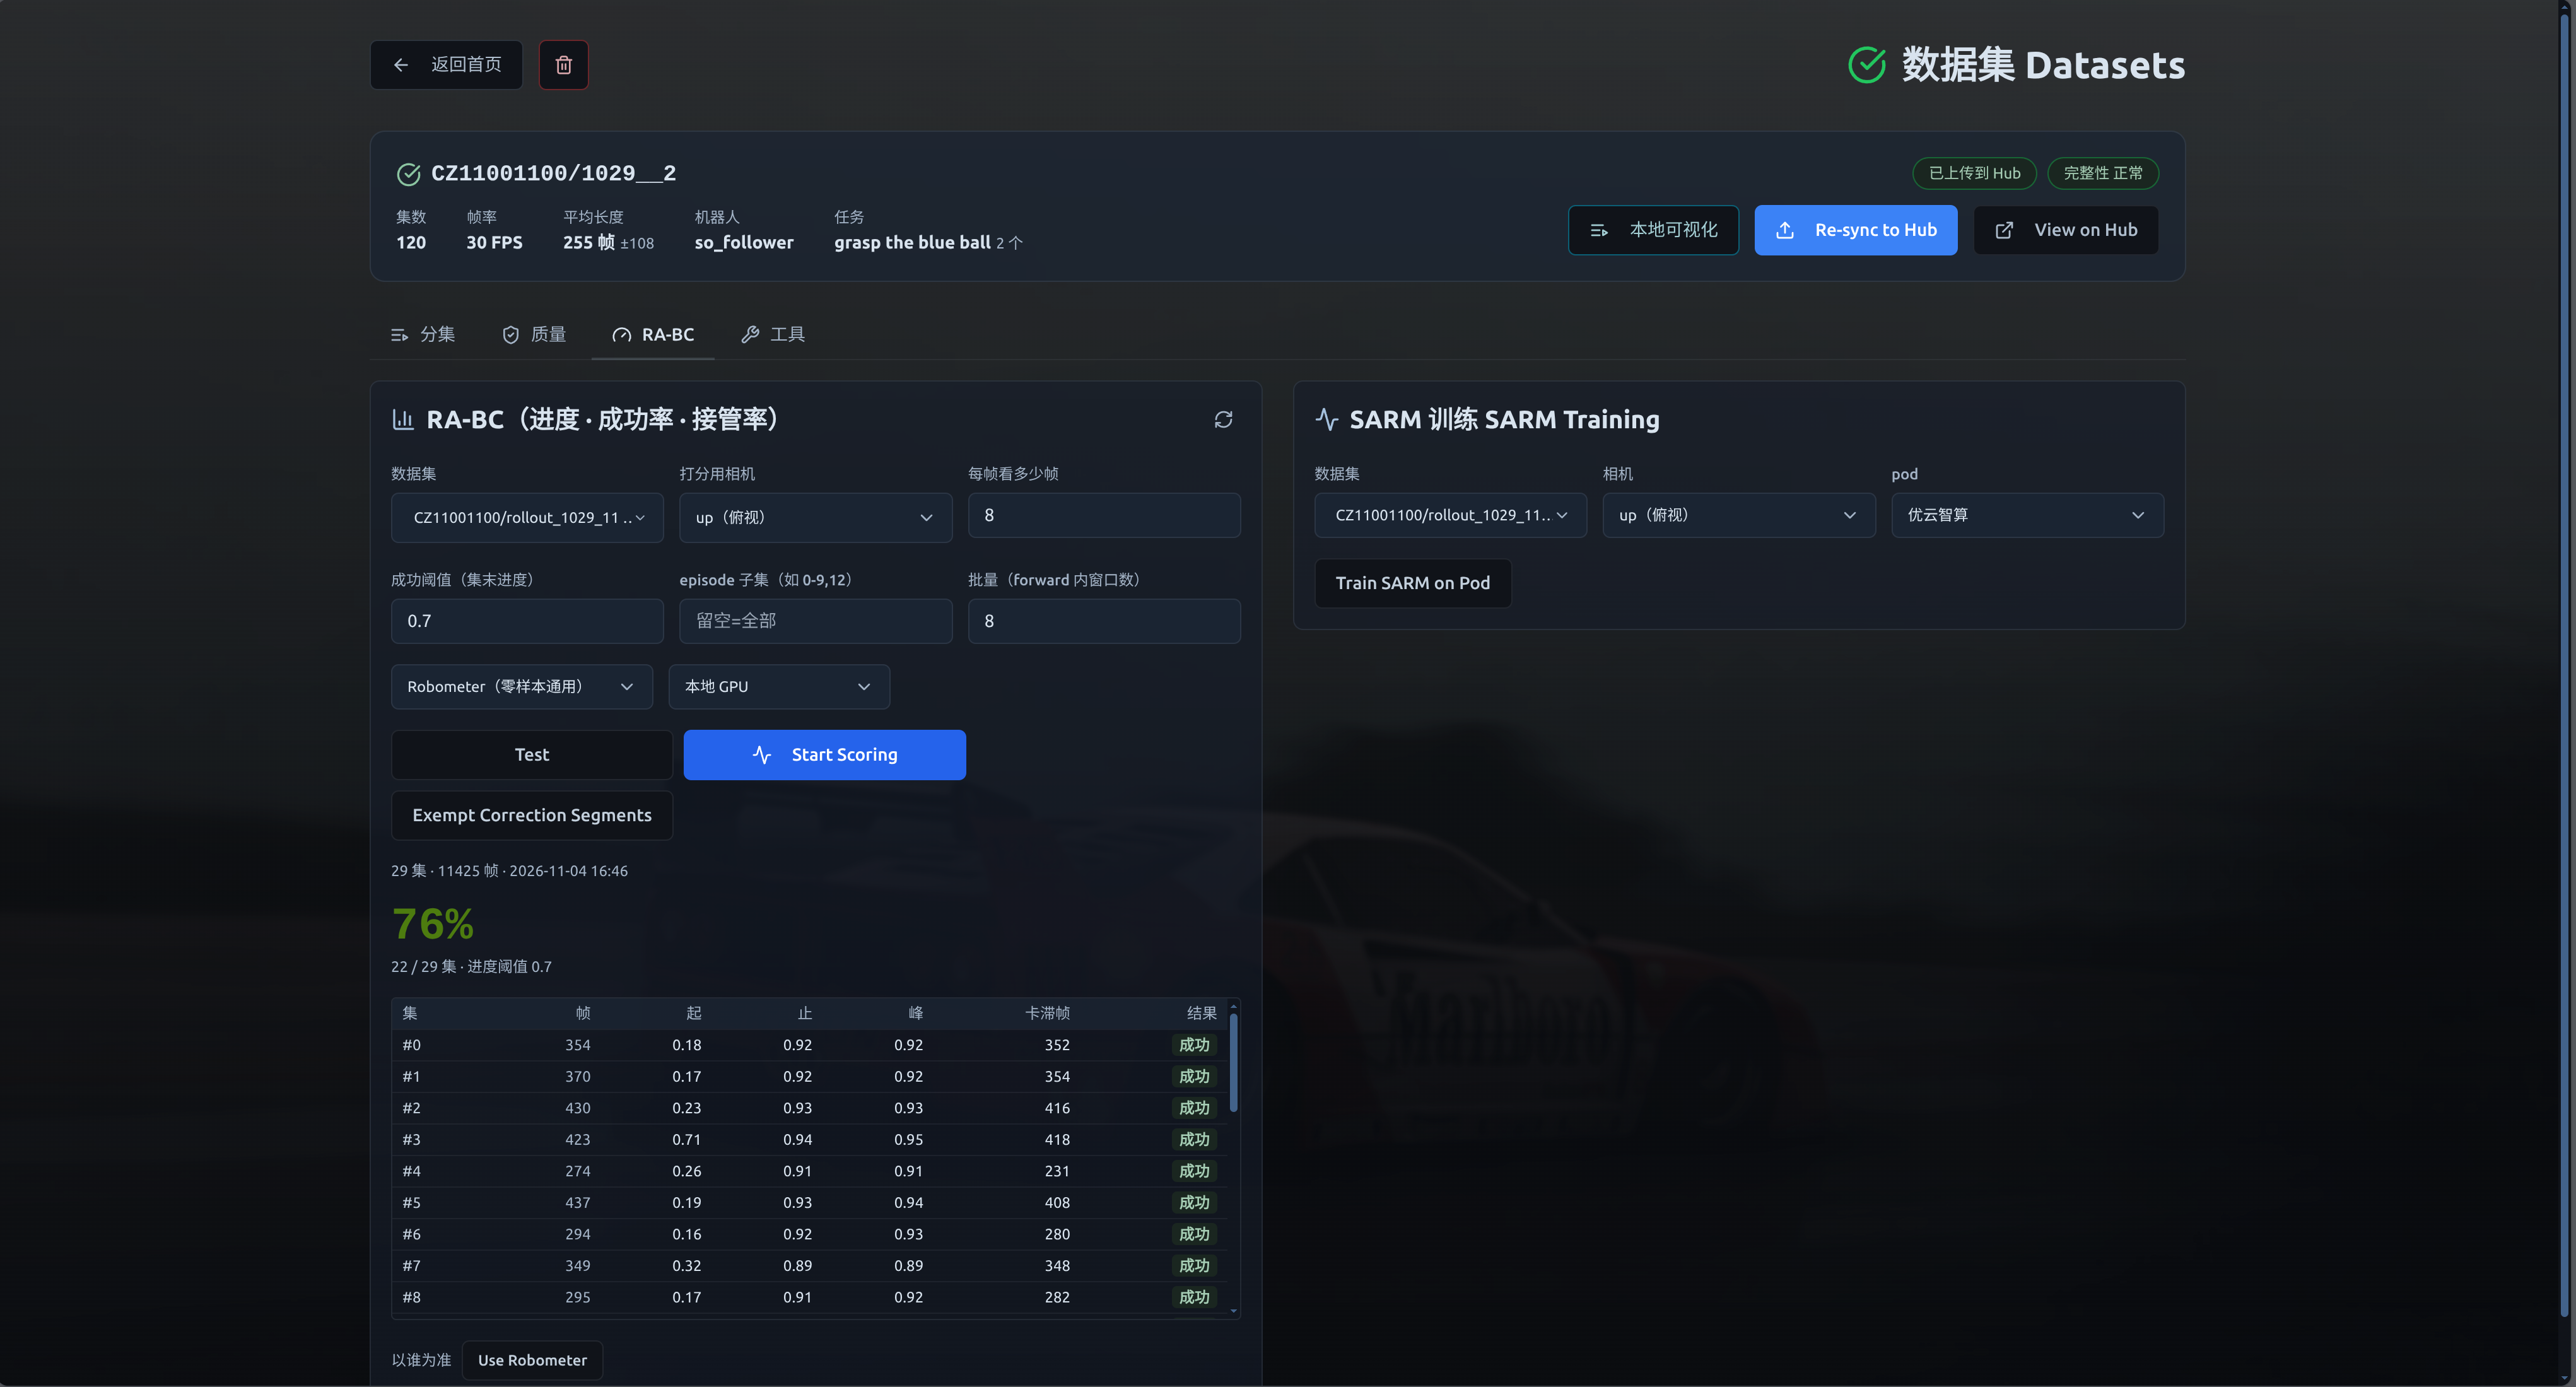 返回首页
数据集 Datasets
CZ11001100/1029__2
已上传到 Hub
完整性 正常
集数 帧率 平均长度 机器人 任务
120 30 FPS 255 帧 ±108 so_follower grasp the blue ball 2 个
本地可视化
Re-sync to Hub
View on Hub
分集 质量 RA-BC 工具
RA-BC（进度 · 成功率 · 接管率）
数据集 打分用相机 每帧看多少帧
CZ11001100/rollout_1029_11 .. up（俯视） 8
成功阈值（集末进度） episode 子集（如 0-9,12） 批量（forward 内窗口数）
0.7 留空=全部 8
Robometer（零样本通用） 本地 GPU
Test Start Scoring
Exempt Correction Segments
29 集 · 11425 帧 · 2026-11-04 16:46
76%
22 / 29 集 · 进度阈值 0.7
集 帧 起 止 峰 卡滞帧 结果
#0 354 0.18 0.92 0.92 352 成功
#1 370 0.17 0.92 0.92 354 成功
#2 430 0.23 0.93 0.93 416 成功
#3 423 0.71 0.94 0.95 418 成功
#4 274 0.26 0.91 0.91 231 成功
#5 437 0.19 0.93 0.94 408 成功
#6 294 0.16 0.92 0.93 280 成功
#7 349 0.32 0.89 0.89 348 成功
#8 295 0.17 0.91 0.92 282 成功
以谁为准 Use Robometer
SARM 训练 SARM Training
数据集 相机 pod
CZ11001100/rollout_1029_11... up（俯视） 优云智算
Train SARM on Pod
Marlboro